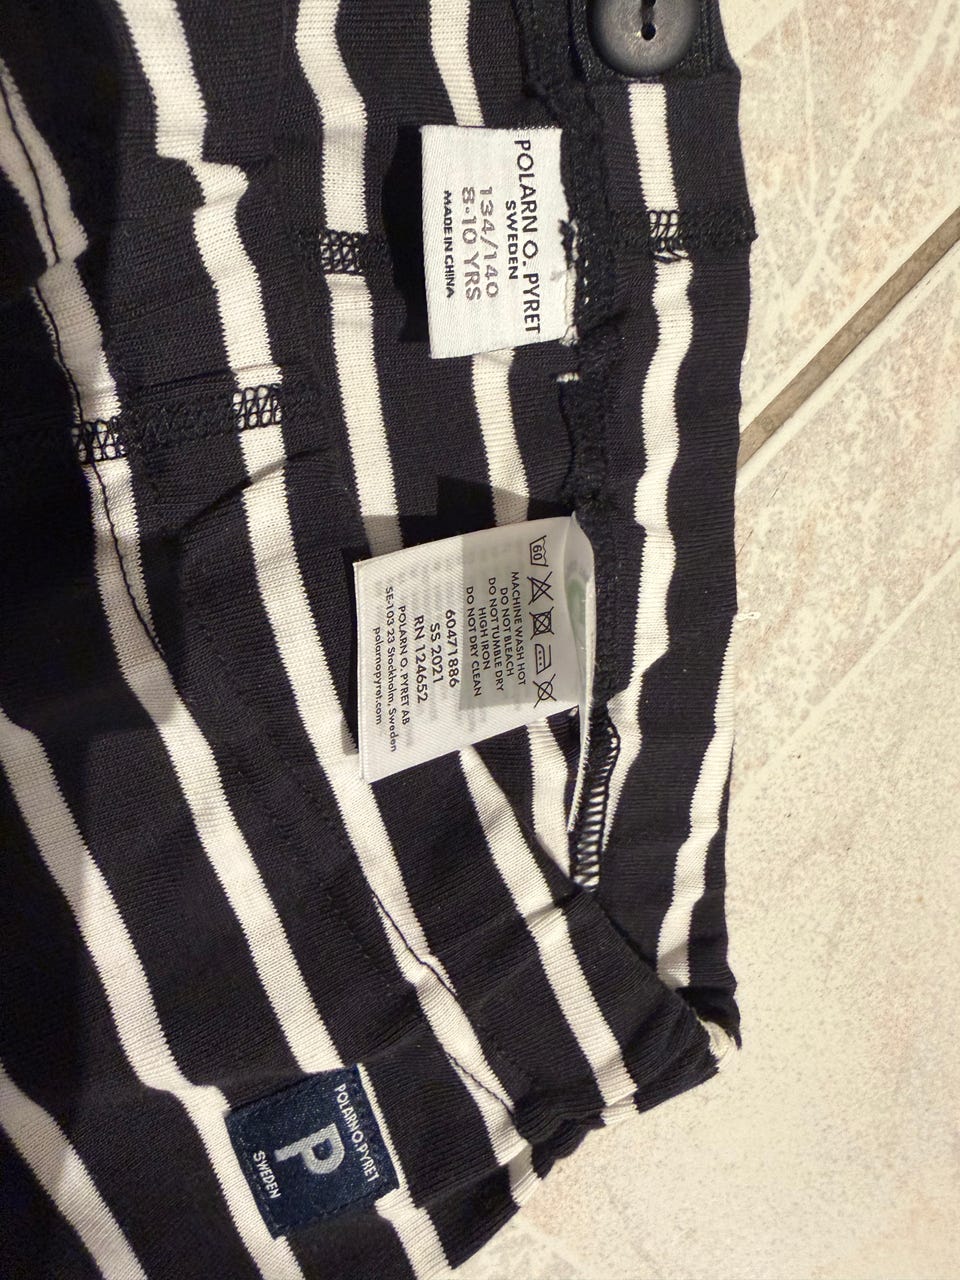 POLARN O. PYRET
SWEDEN
134/140
8-10 YRS
MADE IN CHINA
60
MACHINE WASH HOT
DO NOT BLEACH
DO NOT TUMBLE DRY
HIGH IRON
DO NOT DRY CLEAN
60471886
SS 2021
RN 124652
POLARN O. PYRET AB
SE-103 23 Stockholm, Sweden
polarnopyret.com
POLARN O. PYRET
P
SWEDEN